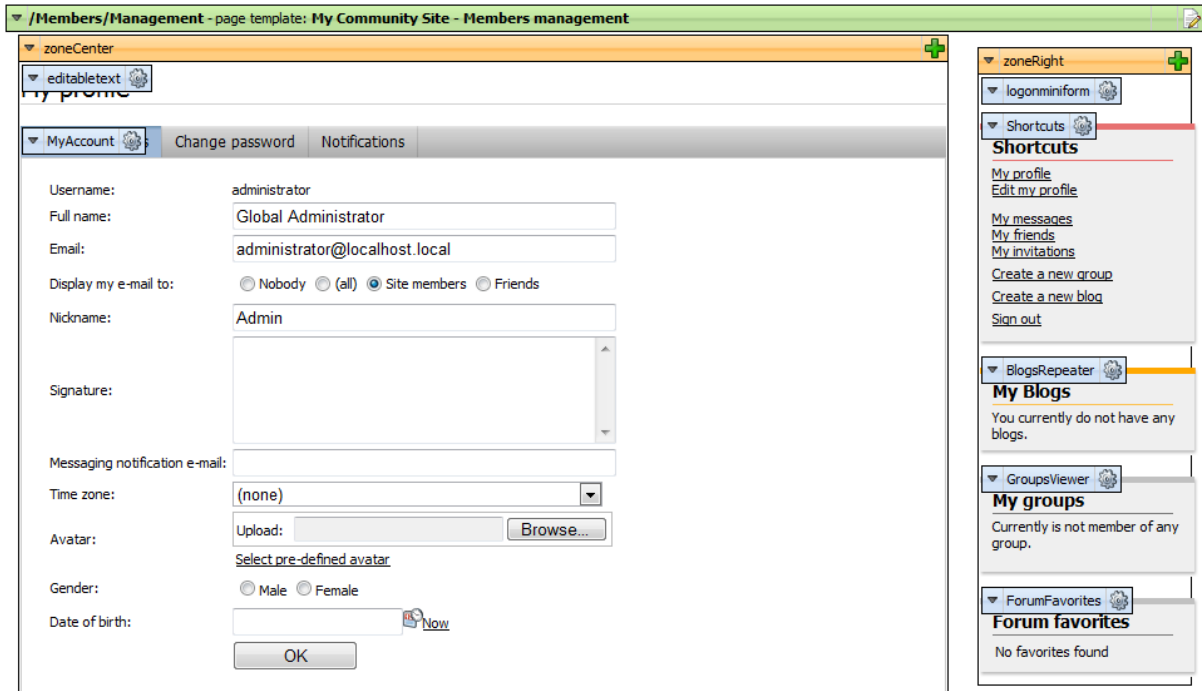 /Members/Management - page template: My Community Site - Members management
zoneCenter
editabletext
My profile
MyAccount Change password Notifications
Username: administrator
Full name: Global Administrator
Email: administrator@localhost.local
Display my e-mail to: Nobody (all) Site members Friends
Nickname: Admin
Signature:
Messaging notification e-mail:
Time zone: (none)
Avatar: Upload: Browse...
Select pre-defined avatar
Gender: Male Female
Date of birth: Now
OK
zoneRight
logonminiform
Shortcuts
Shortcuts
My profile
Edit my profile
My messages
My friends
My invitations
Create a new group
Create a new blog
Sign out
BlogsRepeater
My Blogs
You currently do not have any
blogs.
GroupsViewer
My groups
Currently is not member of any
group.
ForumFavorites
Forum favorites
No favorites found